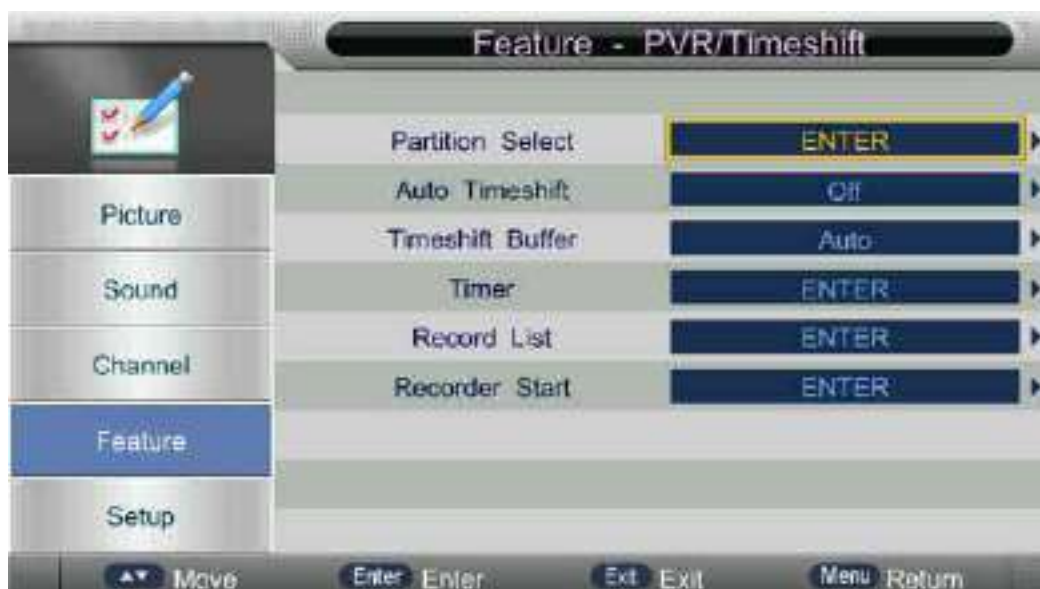 Feature - PVR/Timeshift
Partition Select ENTER
Auto Timeshift Off
Timeshift Buffer Auto
Timer ENTER
Record List ENTER
Recorder Start ENTER
Picture
Sound
Channel
Feature
Setup
▲▼ Move Enter Enter Exit Exit Menu Return